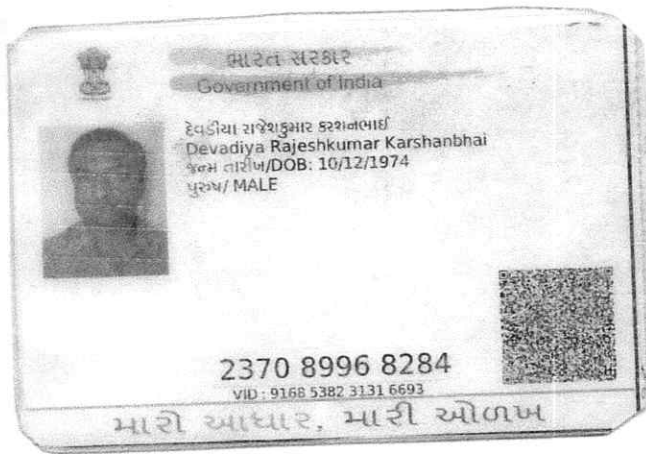 ભારત સરકાર
Government of India
દેવડીયા રાજેશકુમાર કરશનભાઈ
Devadiya Rajeshkumar Karshanbhai
જન્મ તારીખ/DOB: 10/12/1974
પુરુષ/ MALE
2370 8996 8284
VID : 9168 5382 3131 6693
મારો આધાર, મારી ઓળખ